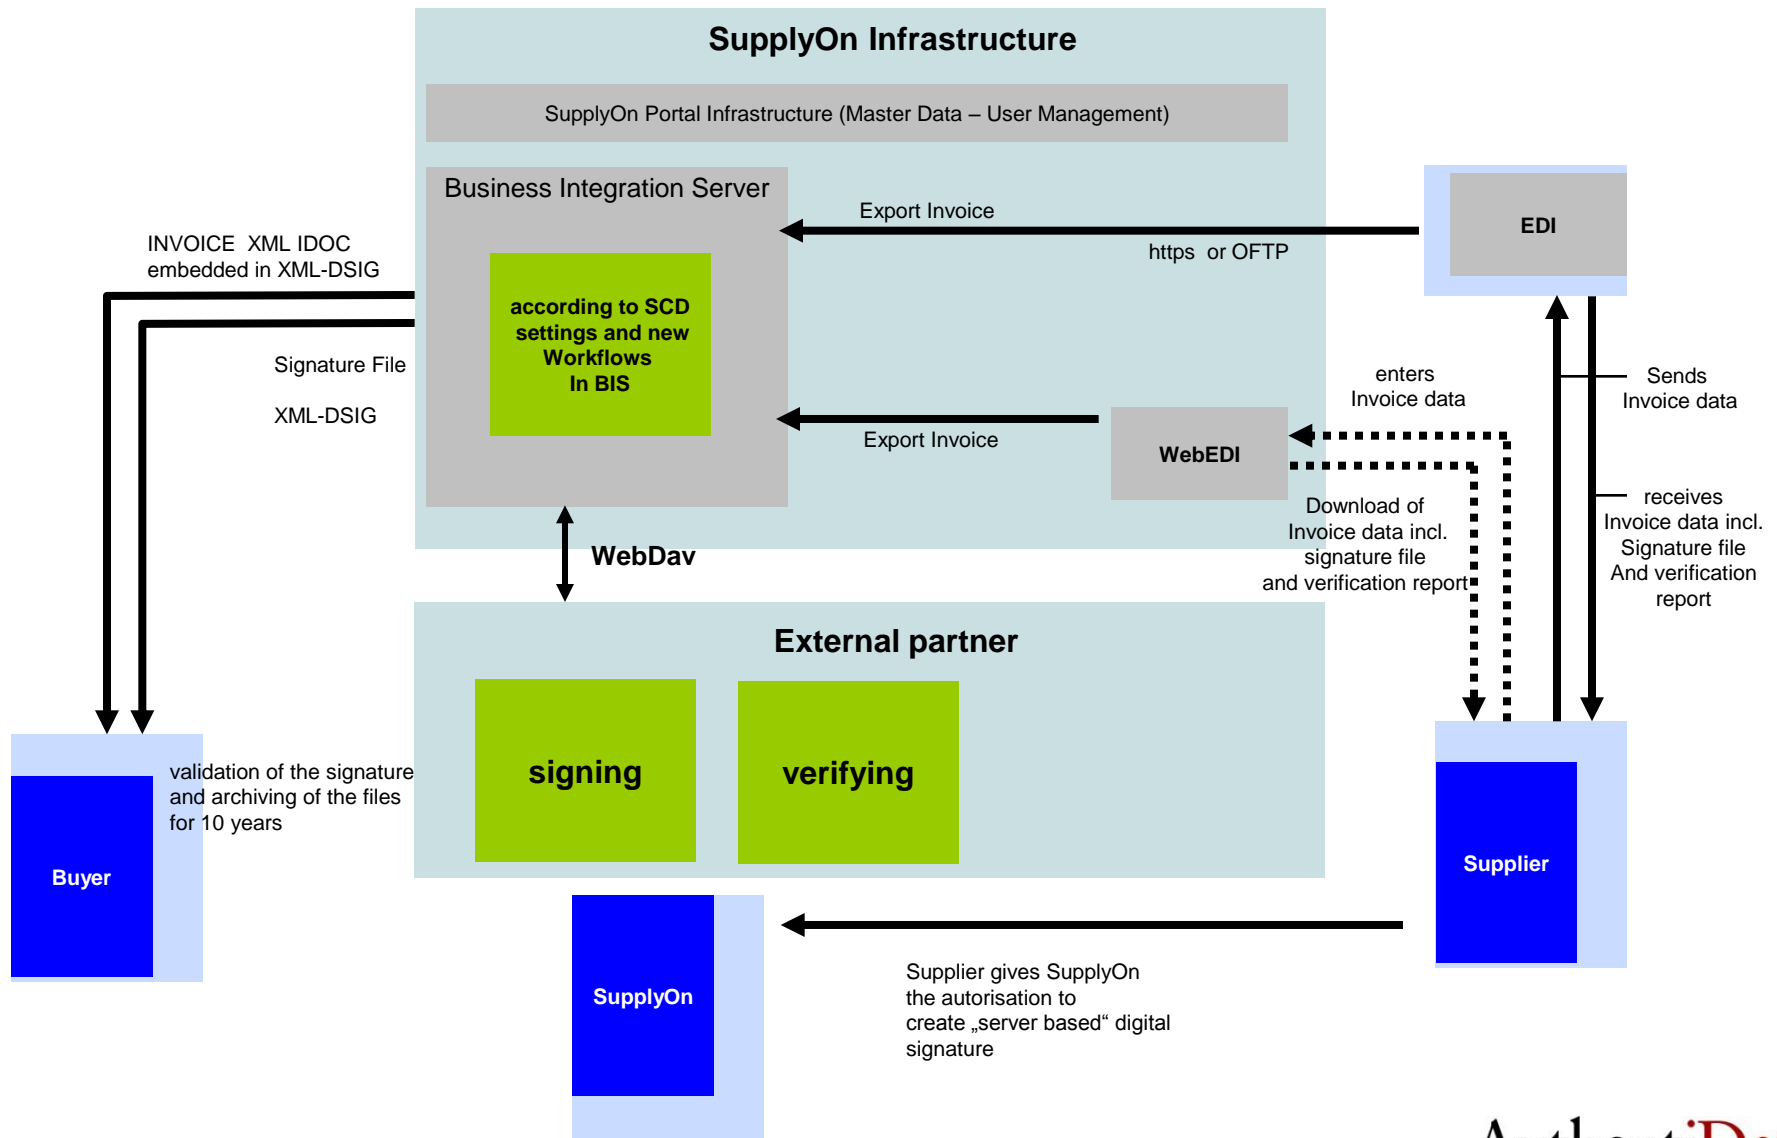 SupplyOn Infrastructure
SupplyOn Portal Infrastructure (Master Data – User Management)
Business Integration Server
according to SCD
settings and new
Workflows
In BIS
Export Invoice
https or OFTP
EDI
INVOICE XML IDOC
embedded in XML-DSIG
Signature File
XML-DSIG
enters
Invoice data
Sends
Invoice data
Export Invoice
WebEDI
Download of
Invoice data incl.
signature file
and verification report
receives
Invoice data incl.
Signature file
And verification
report
WebDav
External partner
signing
verifying
validation of the signature
and archiving of the files
for 10 years
Buyer
Supplier
SupplyOn
Supplier gives SupplyOn
the autorisation to
create „server based“ digital
signature